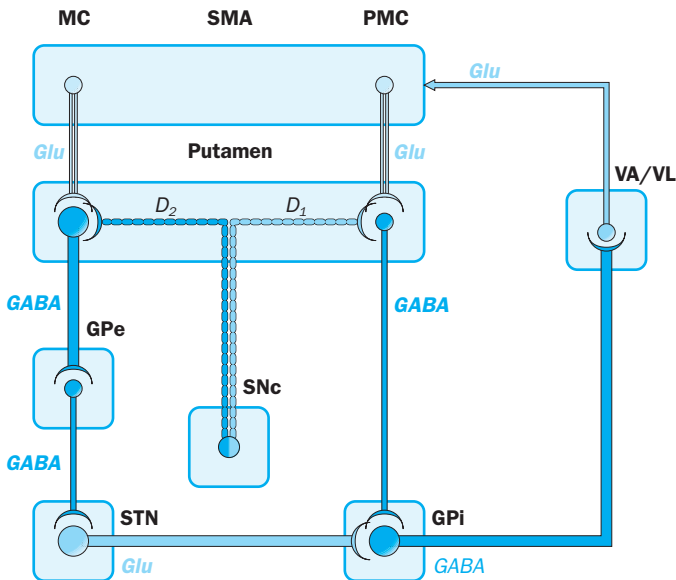 MC SMA PMC
Glu
Glu Putamen Glu
VA/VL
D2 D1
GABA GABA
GPe
SNc
GABA
STN GPi
Glu GABA